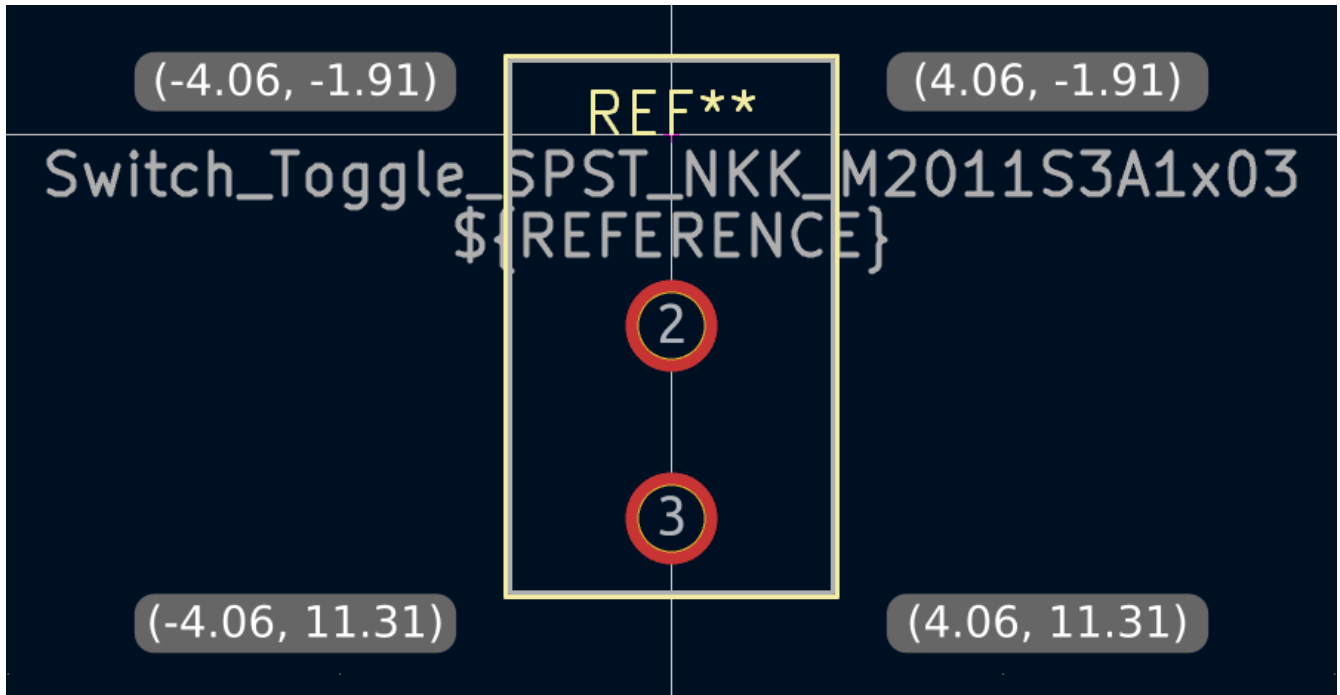 (-4.06, -1.91) (4.06, -1.91)
REF**
Switch_Toggle_SPST_NKK_M2011S3A1x03
${REFERENCE}
2
3
(-4.06, 11.31) (4.06, 11.31)